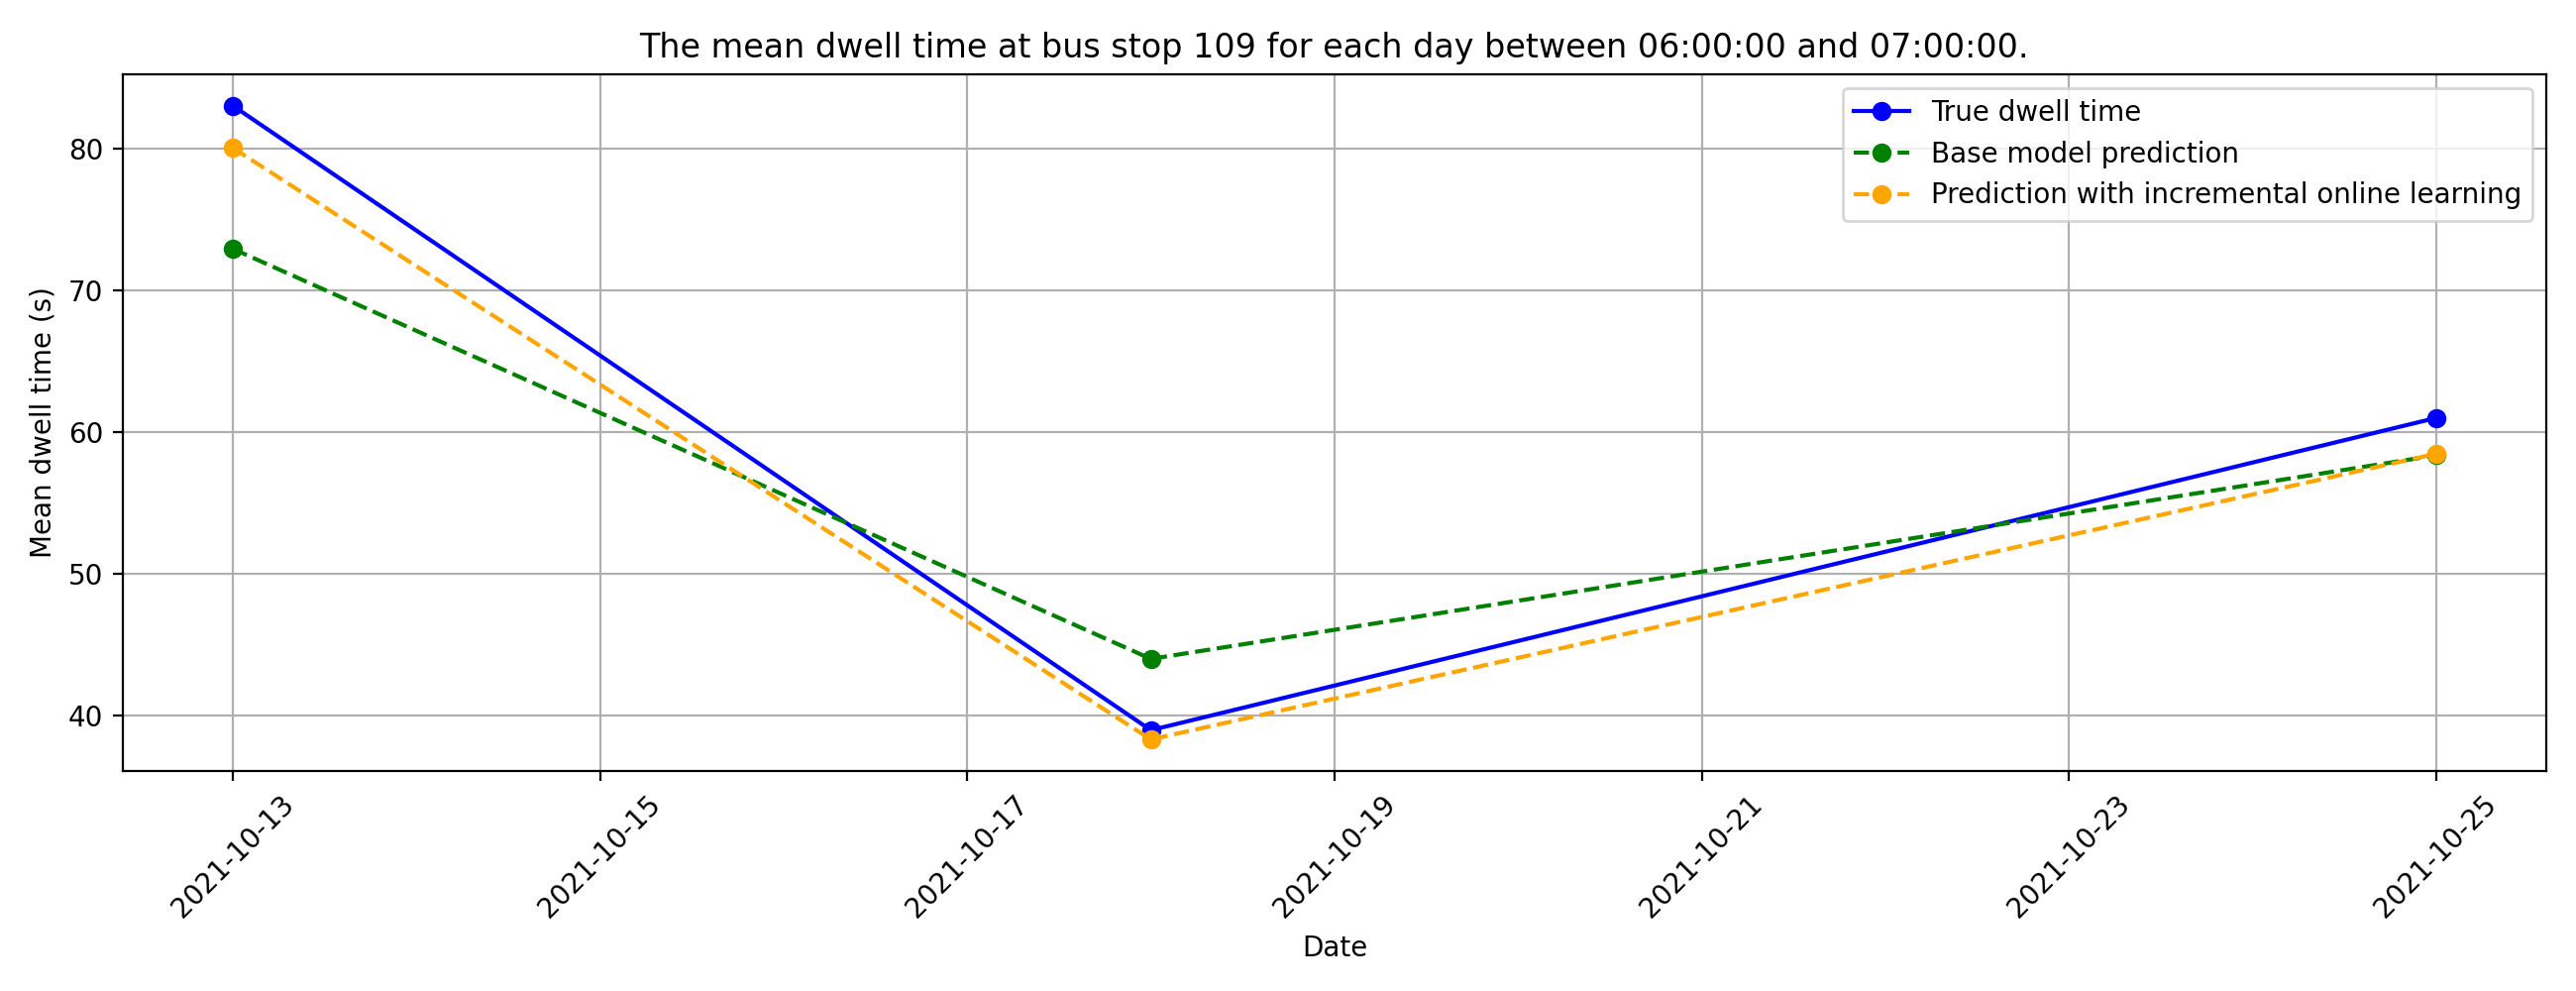 The mean dwell time at bus stop 109 for each day between 06:00:00 and 07:00:00.
True dwell time
Base model prediction
Prediction with incremental online learning
Mean dwell time (s)
80
70
60
50
40
2021-10-13
2021-10-15
2021-10-17
2021-10-19
2021-10-21
2021-10-23
2021-10-25
Date